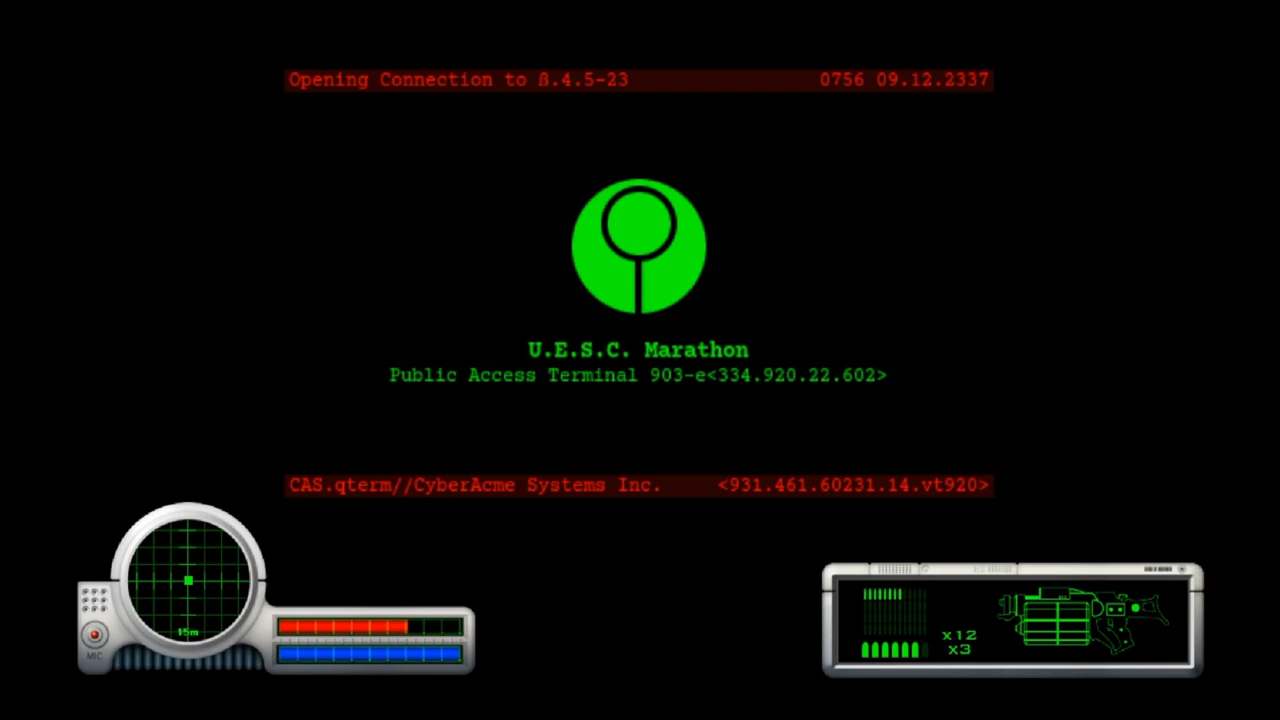 Opening Connection to ß.4.5-23 0756 09.12.2337
U.E.S.C. Marathon
Public Access Terminal 903-e<334.920.22.602>
CAS.qterm//CyberAcme Systems Inc. <931.461.60231.14.vt920>
15m
MIC
x12
x3